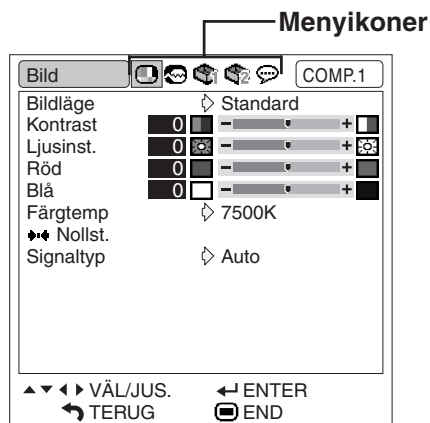 Menyikoner
Bild COMP.1
Bildläge Standard
Kontrast 0 - +
Ljusinst. 0 - +
Röd 0 - +
Blå 0 - +
Färgtemp 7500K
Nollst.
Signaltyp Auto
VÄL/JUS. ENTER
TERUG END